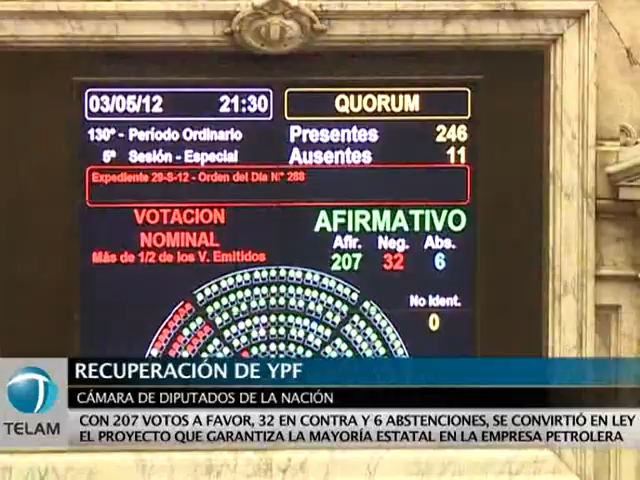 03/05/12 21:30
QUORUM
130° - Período Ordinario
5ª Sesión - Especial
Presentes 246
Ausentes 11
Expediente 29-S-12 - Orden del Dia N° 288
VOTACION
NOMINAL
Más de 1/2 de los V. Emitidos
AFIRMATIVO
Afir. Neg. Abs.
207 32 6
No Ident.
0
RECUPERACIÓN DE YPF
CÁMARA DE DIPUTADOS DE LA NACIÓN
CON 207 VOTOS A FAVOR, 32 EN CONTRA Y 6 ABSTENCIONES, SE CONVIRTIÓ EN LEY
EL PROYECTO QUE GARANTIZA LA MAYORÍA ESTATAL EN LA EMPRESA PETROLERA
T
TELAM